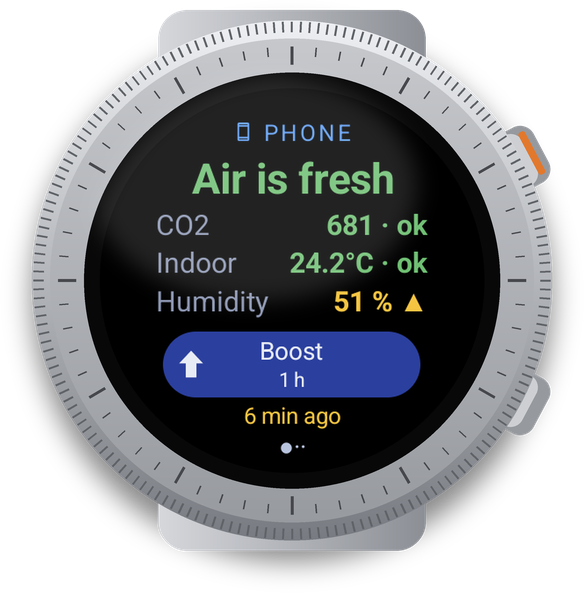 PHONE
Air is fresh
CO2 681 · ok
Indoor 24.2°C · ok
Humidity 51 % ▲
Boost
1 h
6 min ago